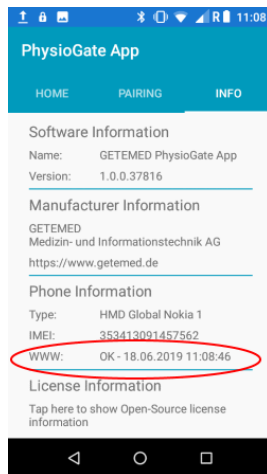 R 11:08
PhysioGate App
HOME PAIRING INFO
Software Information
Name: GETEMED PhysioGate App
Version: 1.0.0.37816
Manufacturer Information
GETEMED
Medizin- und Informationstechnik AG
https://www.getemed.de
Phone Information
Type: HMD Global Nokia 1
IMEI: 353413091457562
WWW: OK - 18.06.2019 11:08:46
License Information
Tap here to show Open-Source license
information